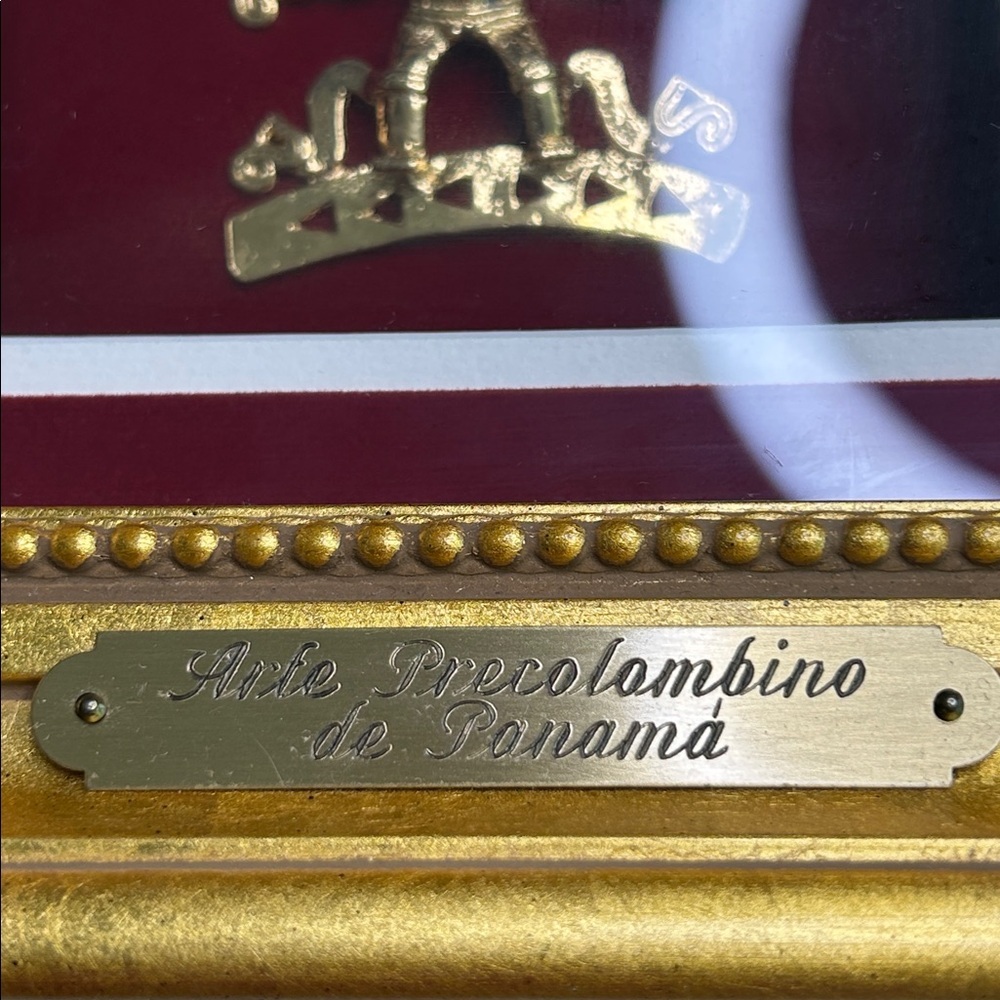 Arte Precolombino
de Panamá